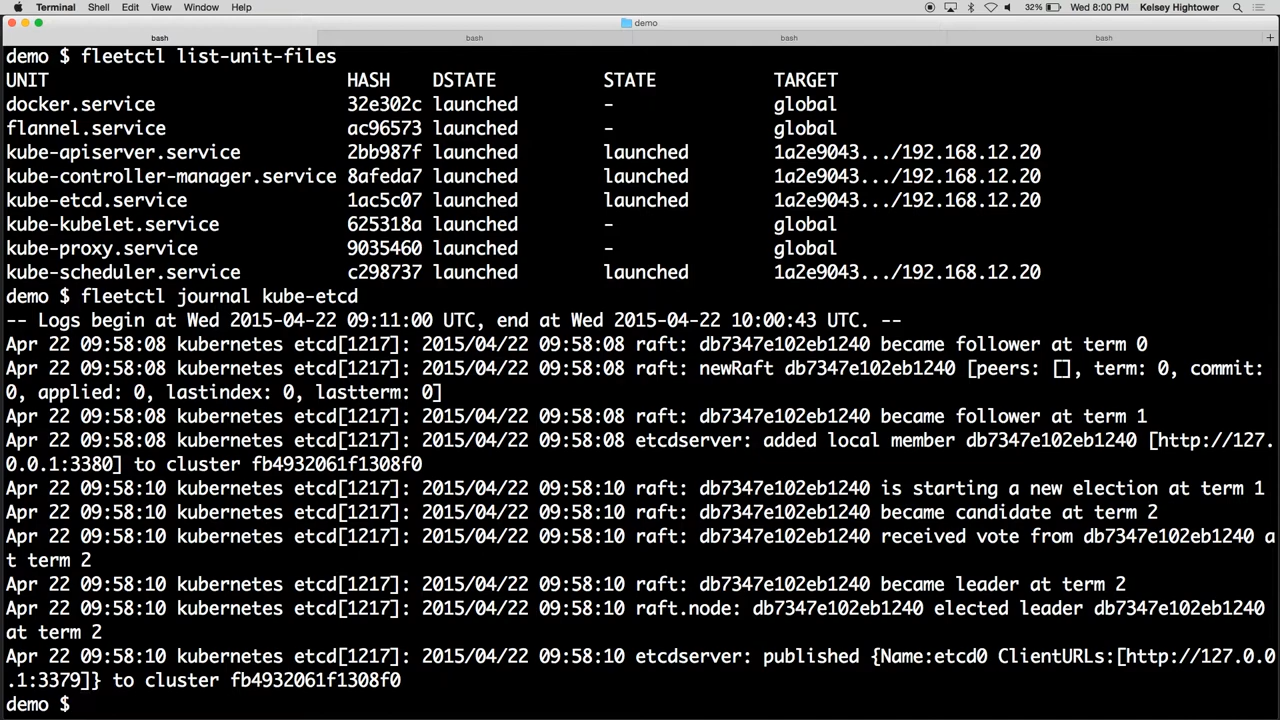 Terminal Shell Edit View Window Help 32% Wed 8:00 PM Kelsey Hightower
demo
bash bash bash bash
demo $ fleetctl list-unit-files
UNIT HASH DSTATE STATE TARGET
docker.service 32e302c launched - global
flannel.service ac96573 launched - global
kube-apiserver.service 2bb987f launched launched 1a2e9043.../192.168.12.20
kube-controller-manager.service 8afeda7 launched launched 1a2e9043.../192.168.12.20
kube-etcd.service 1ac5c07 launched launched 1a2e9043.../192.168.12.20
kube-kubelet.service 625318a launched - global
kube-proxy.service 9035460 launched - global
kube-scheduler.service c298737 launched launched 1a2e9043.../192.168.12.20
demo $ fleetctl journal kube-etcd
-- Logs begin at Wed 2015-04-22 09:11:00 UTC, end at Wed 2015-04-22 10:00:43 UTC. --
Apr 22 09:58:08 kubernetes etcd[1217]: 2015/04/22 09:58:08 raft: db7347e102eb1240 became follower at term 0
Apr 22 09:58:08 kubernetes etcd[1217]: 2015/04/22 09:58:08 raft: newRaft db7347e102eb1240 [peers: [], term: 0, commit:
0, applied: 0, lastindex: 0, lastterm: 0]
Apr 22 09:58:08 kubernetes etcd[1217]: 2015/04/22 09:58:08 raft: db7347e102eb1240 became follower at term 1
Apr 22 09:58:08 kubernetes etcd[1217]: 2015/04/22 09:58:08 etcdserver: added local member db7347e102eb1240 [http://127.
0.0.1:3380] to cluster fb4932061f1308f0
Apr 22 09:58:10 kubernetes etcd[1217]: 2015/04/22 09:58:10 raft: db7347e102eb1240 is starting a new election at term 1
Apr 22 09:58:10 kubernetes etcd[1217]: 2015/04/22 09:58:10 raft: db7347e102eb1240 became candidate at term 2
Apr 22 09:58:10 kubernetes etcd[1217]: 2015/04/22 09:58:10 raft: db7347e102eb1240 received vote from db7347e102eb1240 a
t term 2
Apr 22 09:58:10 kubernetes etcd[1217]: 2015/04/22 09:58:10 raft: db7347e102eb1240 became leader at term 2
Apr 22 09:58:10 kubernetes etcd[1217]: 2015/04/22 09:58:10 raft.node: db7347e102eb1240 elected leader db7347e102eb1240
at term 2
Apr 22 09:58:10 kubernetes etcd[1217]: 2015/04/22 09:58:10 etcdserver: published {Name:etcd0 ClientURLs:[http://127.0.0
.1:3379]} to cluster fb4932061f1308f0
demo $